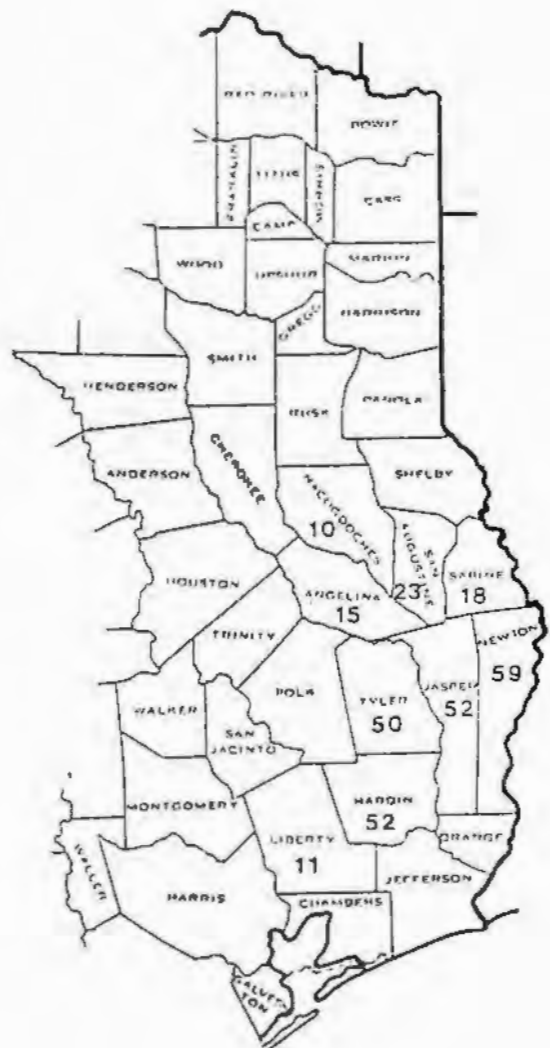 RED RIVER
BOWIE
FRANKLIN
TITUS
MORRIS
CASS
CAMP
WOOD
UPSHUR
MARION
GREGG
HARRISON
SMITH
HENDERSON
RUSK
PANOLA
CHEROKEE
ANDERSON
SHELBY
NACOGDOCHES
10
SAN
AUGUSTINE
23
SABINE
18
HOUSTON
ANGELINA
15
TRINITY
NEWTON
59
POLK
TYLER
50
JASPER
52
WALKER
SAN
JACINTO
MONTGOMERY
HARDIN
52
LIBERTY
11
ORANGE
WALLER
HARRIS
JEFFERSON
CHAMBERS
GALVES-
TON